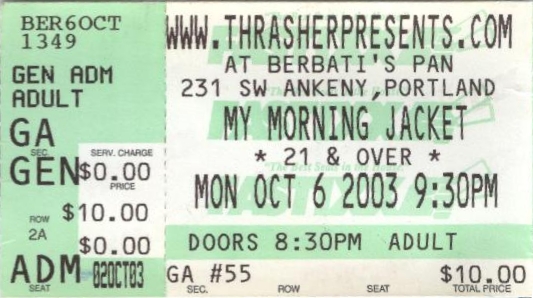 BER6OCT
1349
GEN ADM
ADULT
GA
SEC.
GEN
SERV. CHARGE
$0.00
PRICE
ROW
$10.00
2A
$0.00
ADM
SEAT
02OCT03
WWW.THRASHERPRESENTS.COM
AT BERBATI'S PAN
231 SW ANKENY,PORTLAND
MY MORNING JACKET
* 21 & OVER *
MON OCT 6 2003 9:30PM
DOORS 8:30PM ADULT
GA #55
$10.00
SEC. ROW SEAT TOTAL PRICE